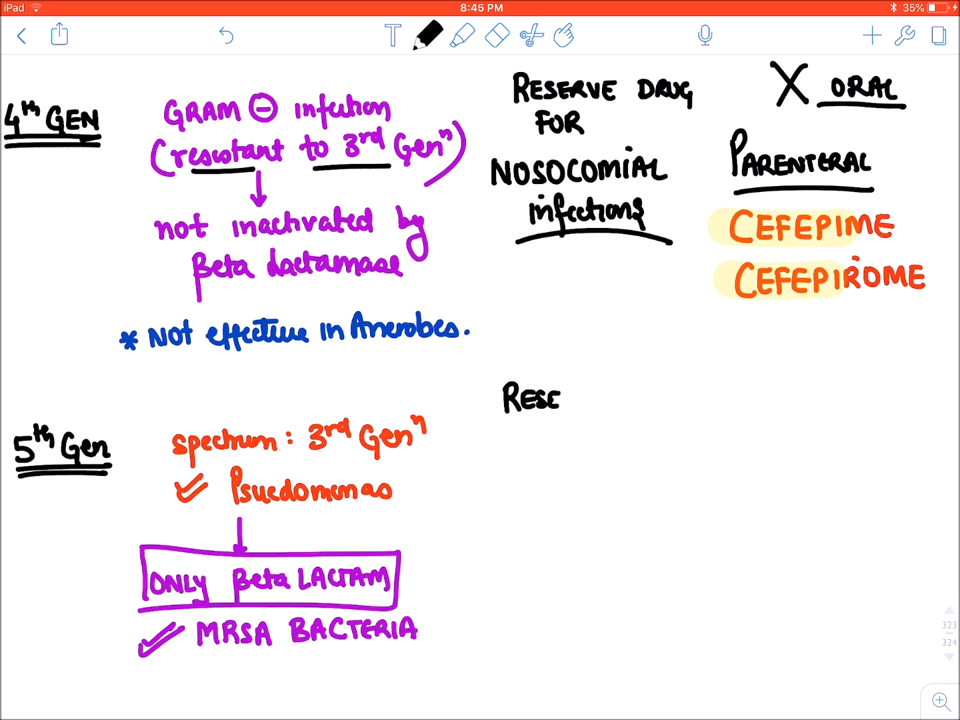 iPad
8:45 PM
35%
T
4th GEN
GRAM ⊖ infection
(resistant to 3rd Genn)
not inactivated by
Beta lactamase
* Not effective in Anerobes.
RESERVE DRUG
FOR
NOSOCOMIAL
infections
X ORAL
PARENTERAL
CEFEPIME
CEFEPIROME
5th Gen
spectrum: 3rd Genn
Psuedomonas
ONLY Beta LACTAM
MRSA BACTERIA
RESE
323
324